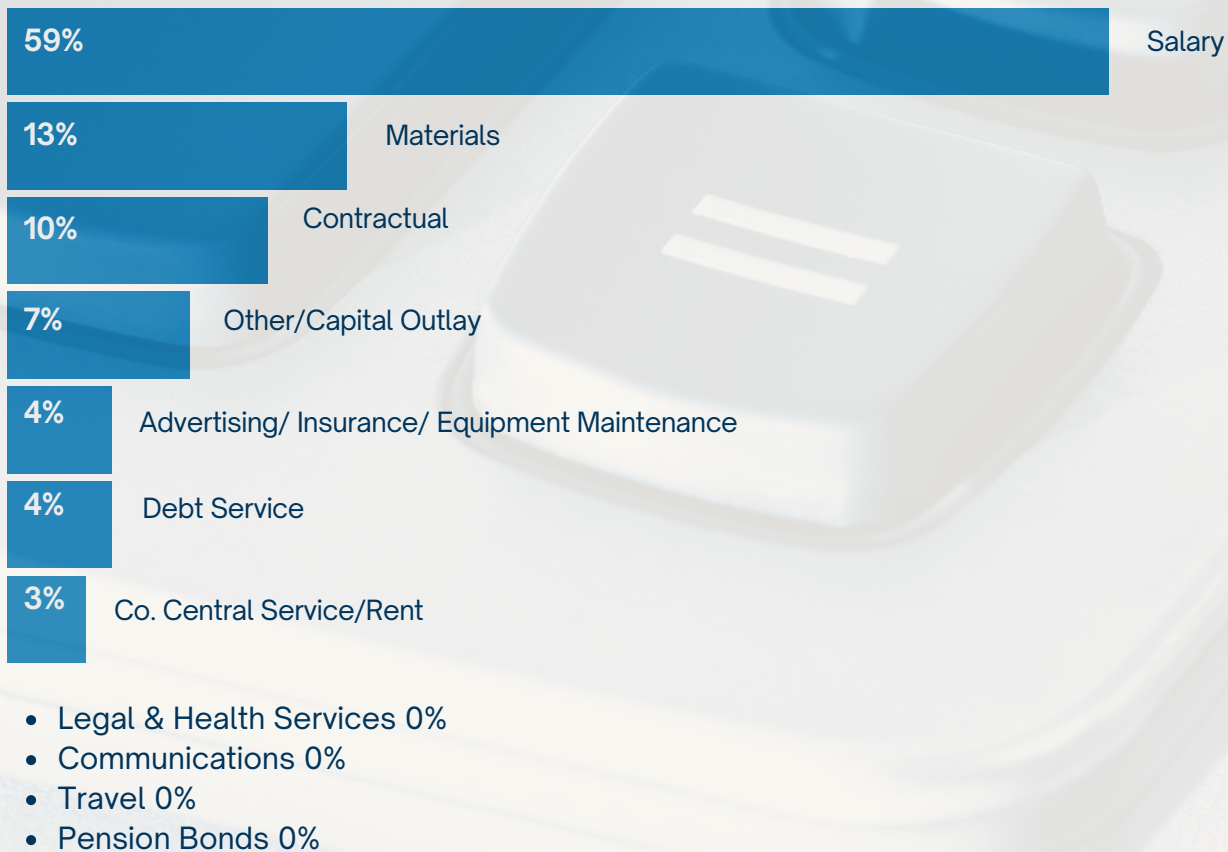 59% Salary
13% Materials
10% Contractual
7% Other/Capital Outlay
4% Advertising/ Insurance/ Equipment Maintenance
4% Debt Service
3% Co. Central Service/Rent
• Legal & Health Services 0%
• Communications 0%
• Travel 0%
• Pension Bonds 0%